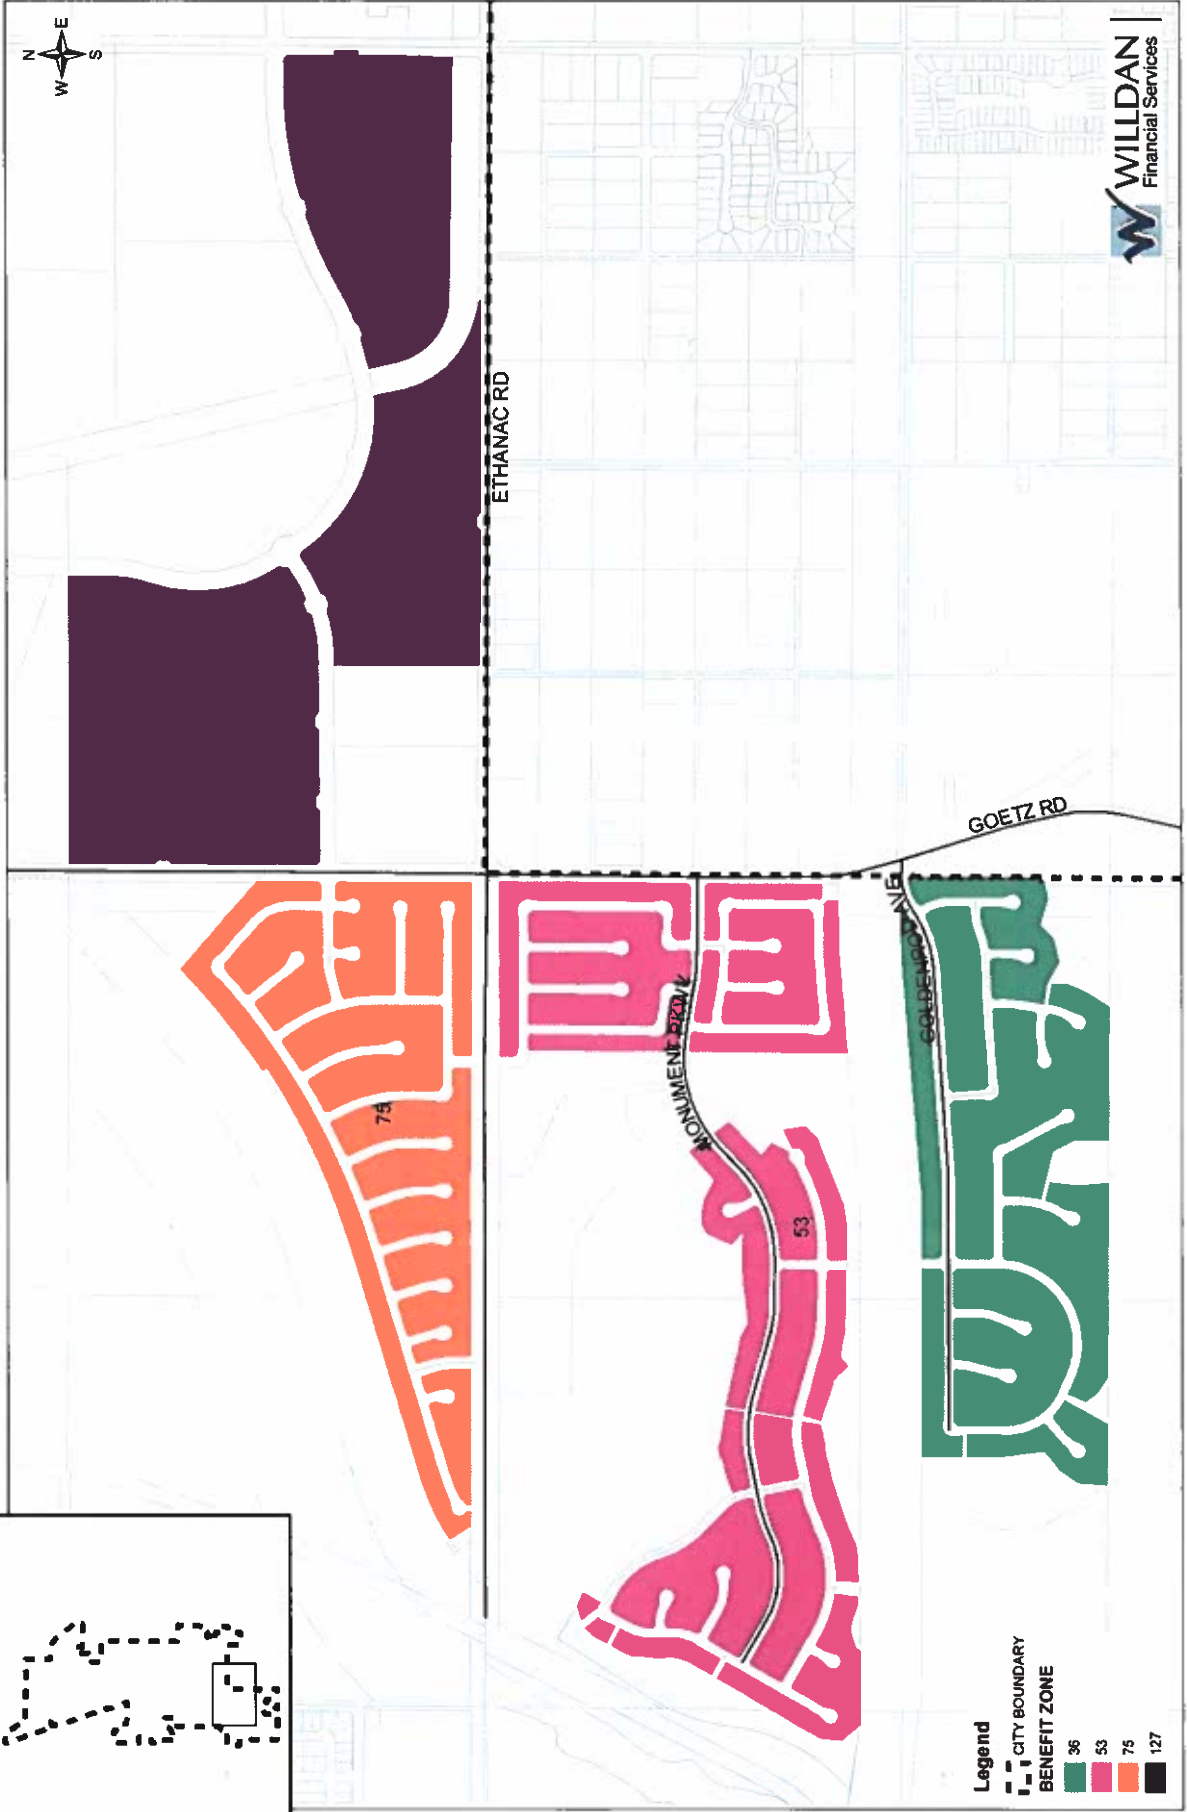 N
W E
S
ETHANAC RD
GOETZ RD
MONUMENT PKWY
GOLDENROD AVE
75
53
Legend
CITY BOUNDARY
BENEFIT ZONE
36
53
75
127
WILLDAN
Financial Services